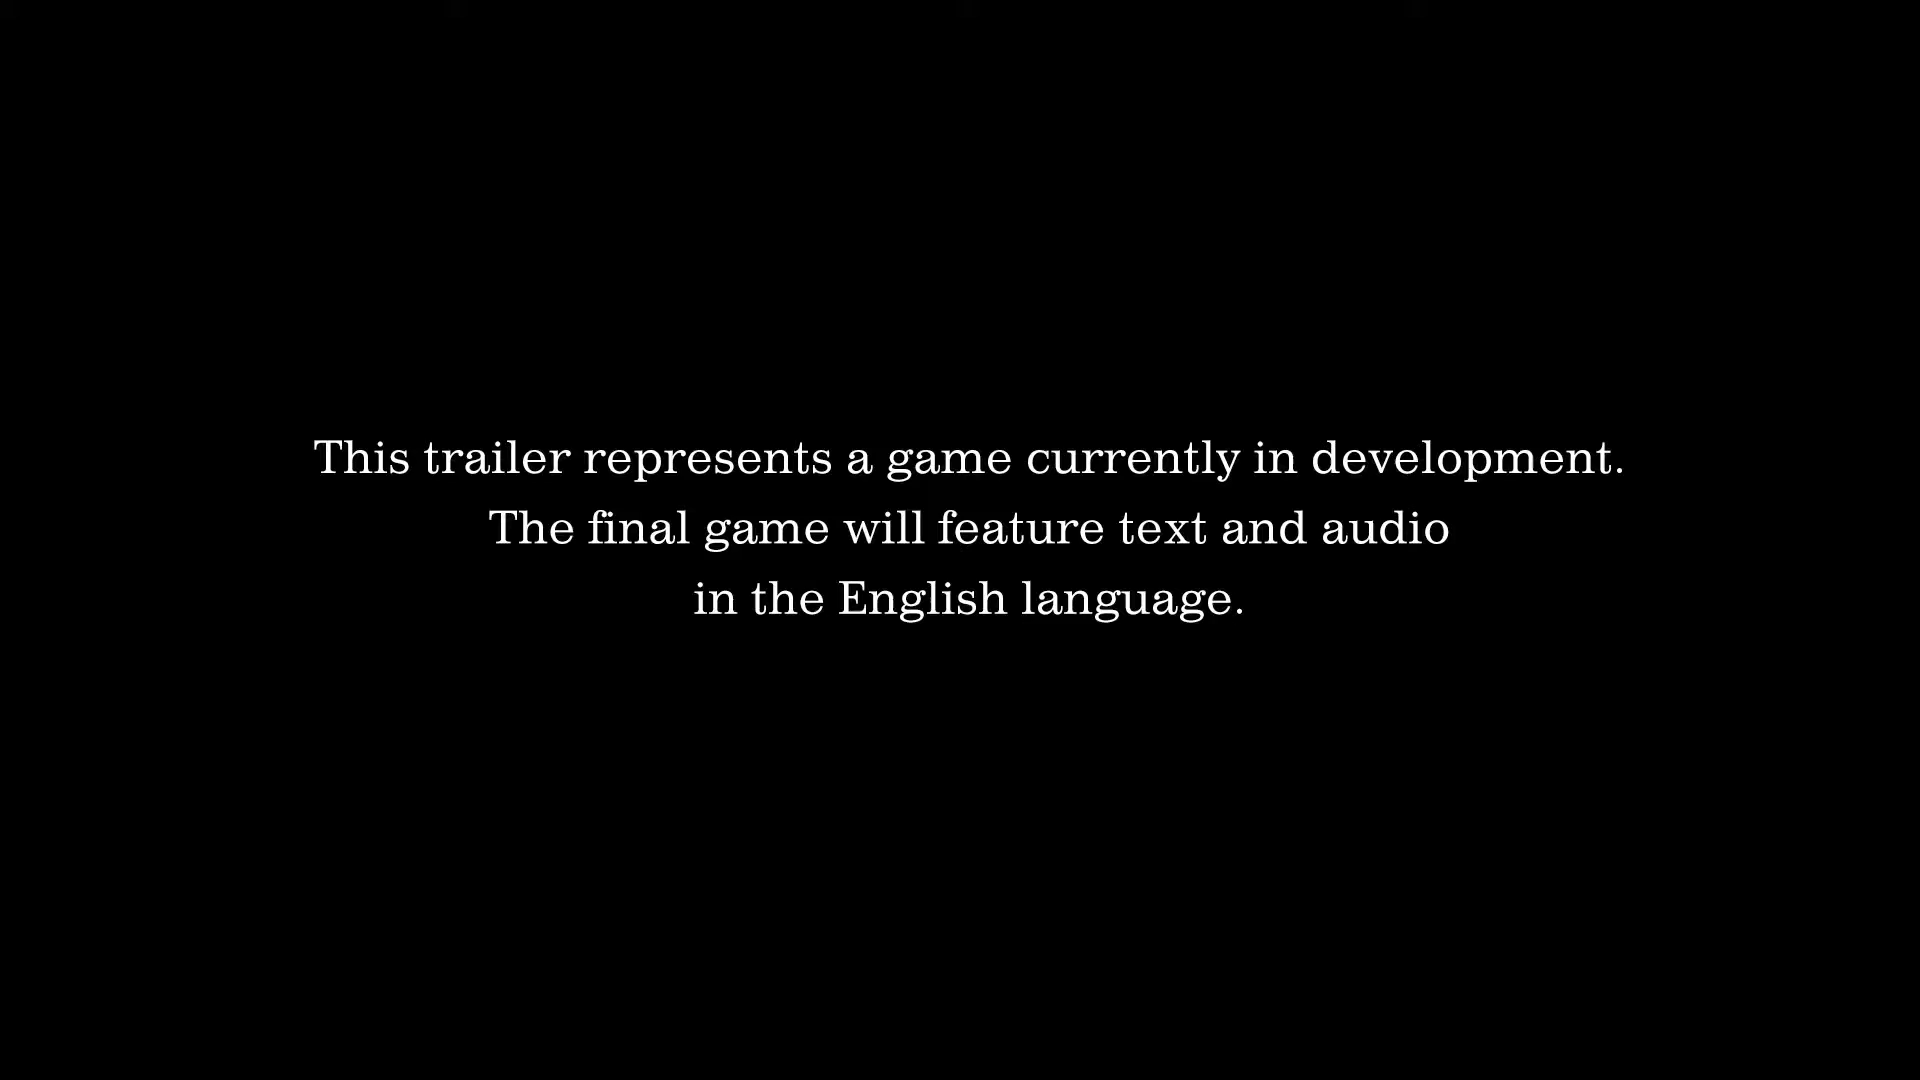 This trailer represents a game currently in development.
The final game will feature text and audio
in the English language.